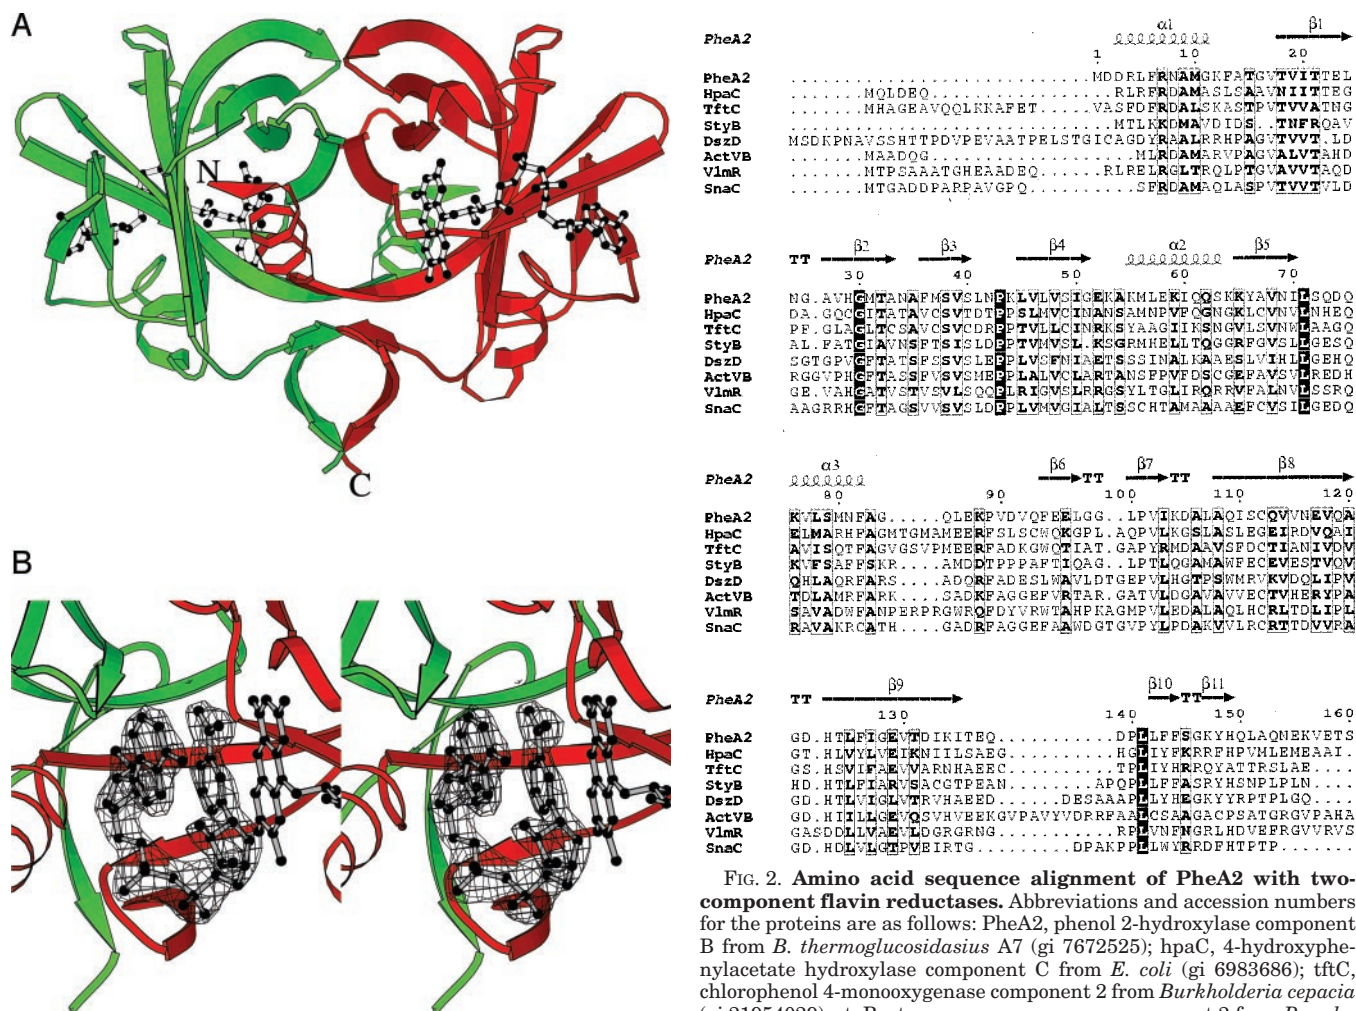 A
N
C
B
PheA2 α1 β1
1 10 20
PheA2 ..............................MDDRLFRNAMGKFATGVTVITTEL
HpaC .......MQLDEQ.................RLRFRDAMASLSAAVNIITTEG
TftC .......MHAGEAVQQLKKAFET.....VASFDFRDALSKASTPVTVVATNG
StyB ..............................MTLKKDMAVDIDS.TNFRQAV
DszD MSDKPNAVSSHTTPDVPEVAATPELSTGICAGDYRAALRRHPAGVTVVT.LD
ActVB .......MAADQG....................MLRDAMARVPAGVALVTAHD
VlmR .......MTPSAAATGHEAADEQ.......RLRELRGLTRQLPTGVAVVTAQD
SnaC .......MTGADDPARPAVGPQ..........SFRDAMAQLASPVTVVTVLD
PheA2 TT β2 β3 β4 α2 β5
30 40 50 60 70
PheA2 NG.AVHGMTANAFMSVSLNPKLVLVSIGEKAKMLEKIQQSKKYAVNILSQDQ
HpaC DA.GQCGITATAVCSVTDTPPSLMVCINANSAMNPVFQGNGKLCVNVLNHEQ
TftC PF.GLAGLTCSAVCSVCDRPPTVLLCINRKSYAAGIIKSNGVLSVNWLAAGQ
StyB AL.FATGIAVNSFTSISLDPPTVMVSL.KSGRMHELLTQGGRFGVSLLGESQ
DszD SGTGPVGFTATSFSSVSLEPPLVSFNIAETSSSINALKAAESLVIHLLGEHQ
ActVB RGGVPHGFTASSFVSVSMEPPLALVCLARTANSFPVFDSCGEFAVSVLREDH
VlmR GE.VAHGATVSTVSVLSQQPLRIGVSLRRGSYLTGLIRQRRVFALNVLSSRQ
SnaC AAGRRHGFTAGSVVSVSLDPPLVMVGIALTSSCHTAMAAAAEFCVSILGEDQ
PheA2 α3 β6 TT β7 TT β8
80 90 100 110 120
PheA2 KVLSMNFAG.....QLEKPVDVQFEELGG..LPVIKDALAQISCQVVNEVQA
HpaC ELMARHFAGMTGMAMEERFSLSCWQKGPL.AQPVLKGSLASLEGEIRDVQAI
TftC AVISQTFAGVGSVPMEERFADKGWQTIAT.GAPYRMDAAVSFDCTIANIVDV
StyB KVFSAFFSKR....AMDDTPPPAFTIQAG..LPTLQGAMAWFECEVESTVQV
DszD QHLAQRFARS.....ADQRFADESLWAVLDTGEPVLHGTPSWMRVKVDQLIPV
ActVB TDLAMRFARK.....SADKFAGGEFVRTAR.GATVLDGAVAVVECTVHERYPA
VlmR SAVADWFANPERPRGWRQFDYVRWTAHPKAGMPVLEDALAQLHCRLTDLIPL
SnaC RAVAKRCATH....GADRFAGGEFAAWDGTGVPYLPDAKVVLRCRTTDVVRA
PheA2 TT β9 β10 TT β11
130 140 150 160
PheA2 GD.HTLFIGEVTDIKITEQ...........DPLLFFSGKYHQLAQNEKVETS
HpaC GT.HLVYLVEIKNIILSAEG..........HGLIYFKRRFHPVMLEMEAAI.
TftC GS.HSVIFAEVVARNHAEEC..........TPLIYHRRQYATTRSLAE....
StyB HD.HTLFIARVSACGTPEAN........APQPLLFFASRYHSNPLPLN....
DszD GD.HTLVIGLVTRVHAEED.....DESAAAPLLYHEGKYYRPTPLGQ....
ActVB GD.HIILLGEVQSVHVEEKGVPAVYVDRRFAALCSAAGACPSATGRGVPAHA
VlmR GASDDLLVAEVLDGRGRNG...........RPLVNFNGRLHDVEFRGVVRVS
SnaC GD.HDLVLGTPVEIRTG..........DPAKPPLLWYRRDFHTPTP......
FIG. 2. Amino acid sequence alignment of PheA2 with two-
component flavin reductases. Abbreviations and accession numbers
for the proteins are as follows: PheA2, phenol 2-hydroxylase component
B from B. thermoglucosidasius A7 (gi 7672525); hpaC, 4-hydroxyphe-
nylacetate hydroxylase component C from E. coli (gi 6983686); tftC,
chlorophenol 4-monooxygenase component 2 from Burkholderia cepacia